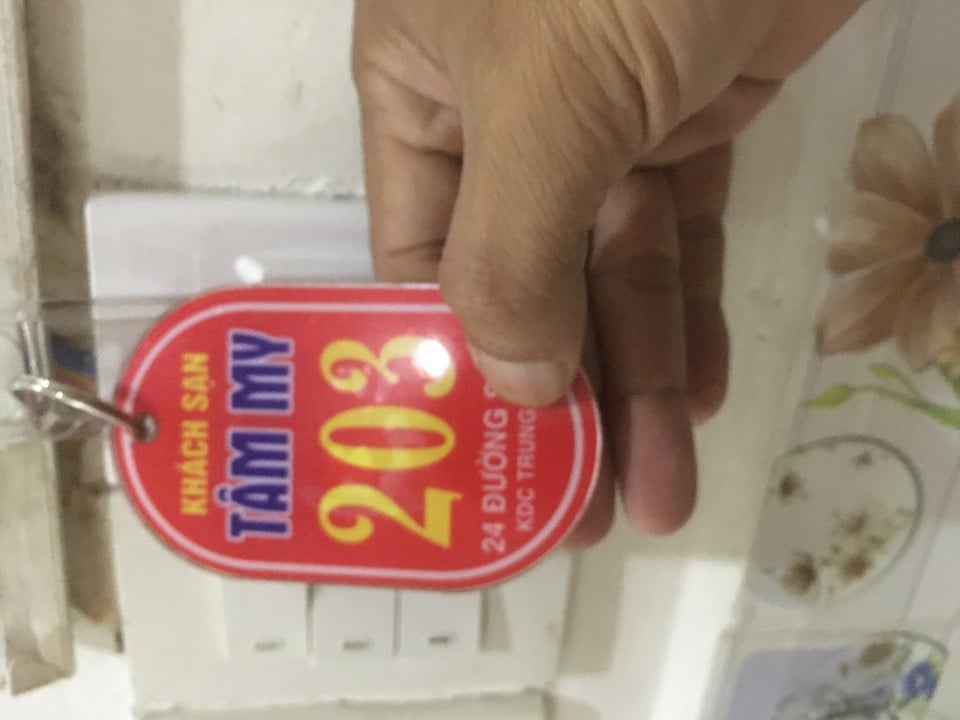 KHÁCH SẠN
TÂM MY
203
24 ĐƯỜNG
KDC TRUNG